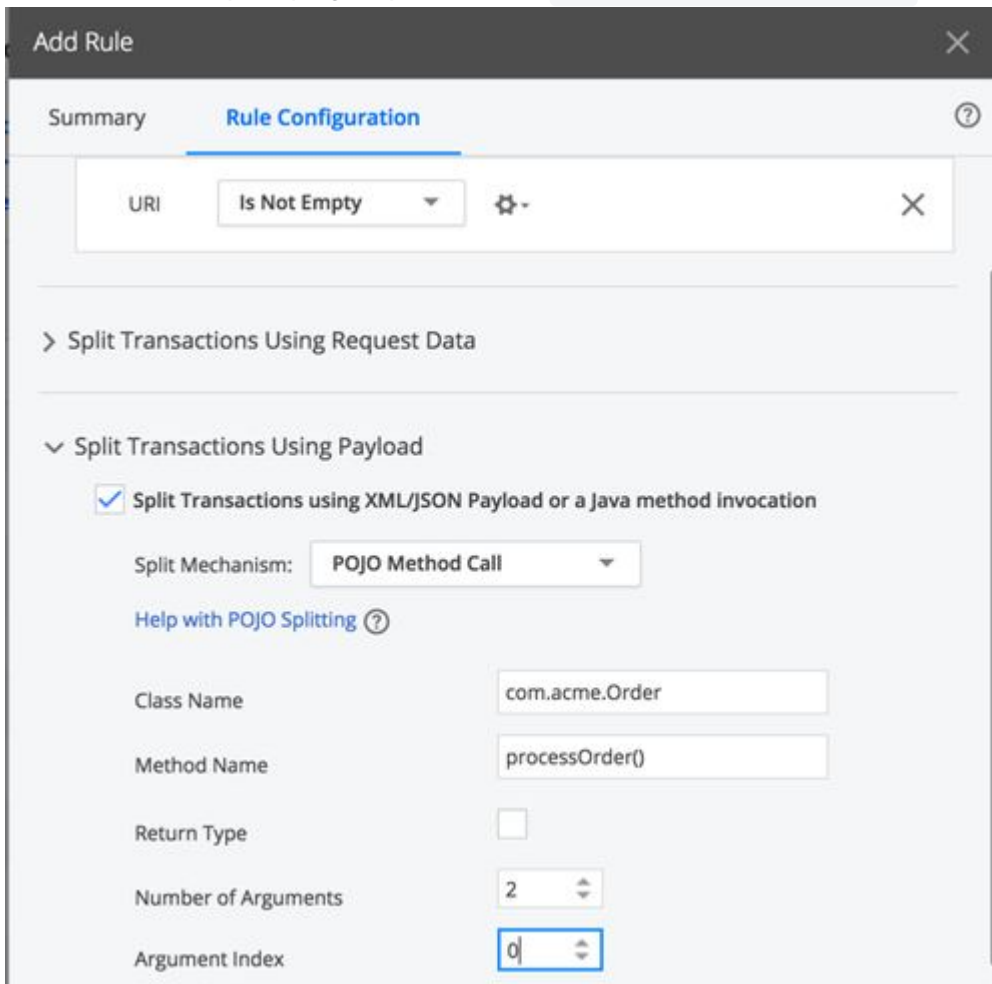 Add Rule
Summary Rule Configuration
URI Is Not Empty
Split Transactions Using Request Data
Split Transactions Using Payload
Split Transactions using XML/JSON Payload or a Java method invocation
Split Mechanism: POJO Method Call
Help with POJO Splitting ?
Class Name com.acme.Order
Method Name processOrder()
Return Type
Number of Arguments 2
Argument Index 0